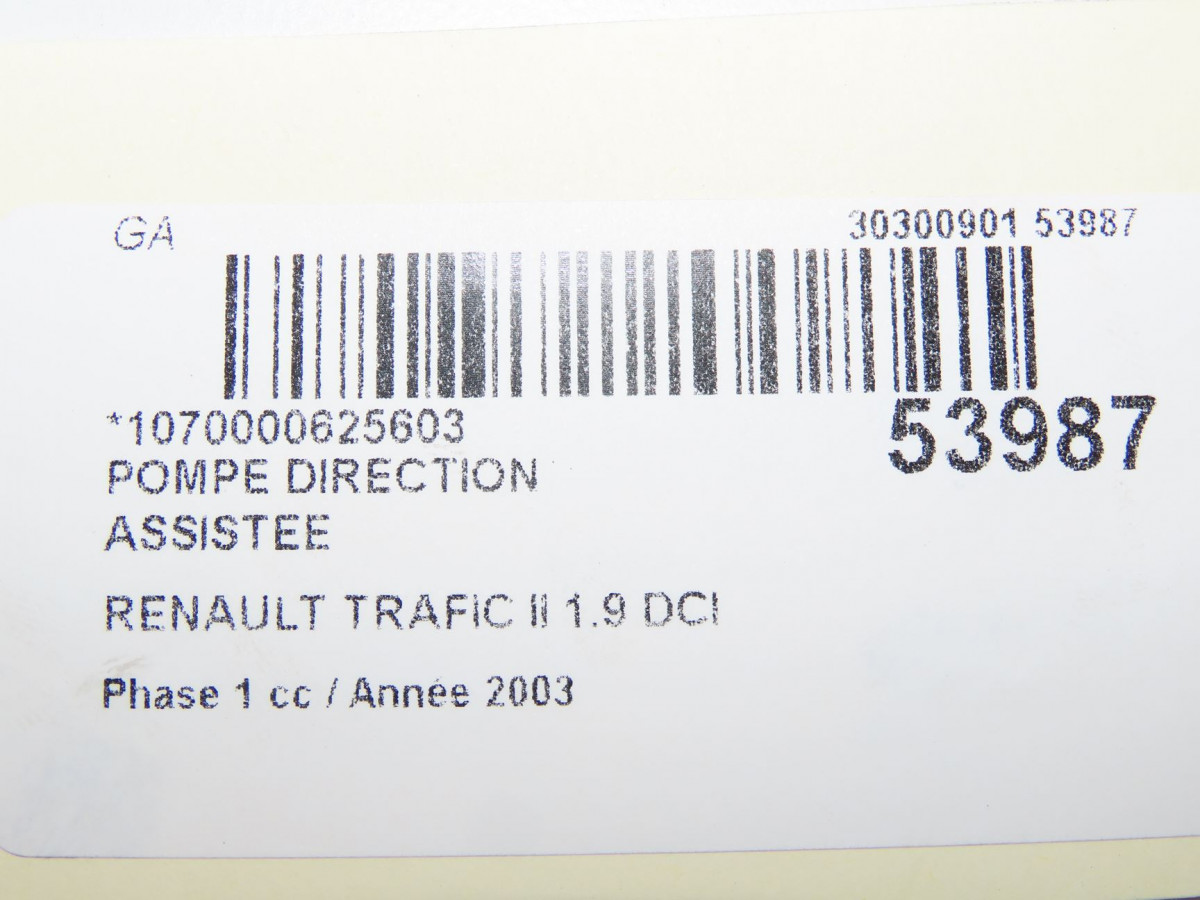 GA
30300901 53987
*1070000625603
53987
POMPE DIRECTION
ASSISTEE
RENAULT TRAFIC II 1.9 DCI
Phase 1 cc / Année 2003